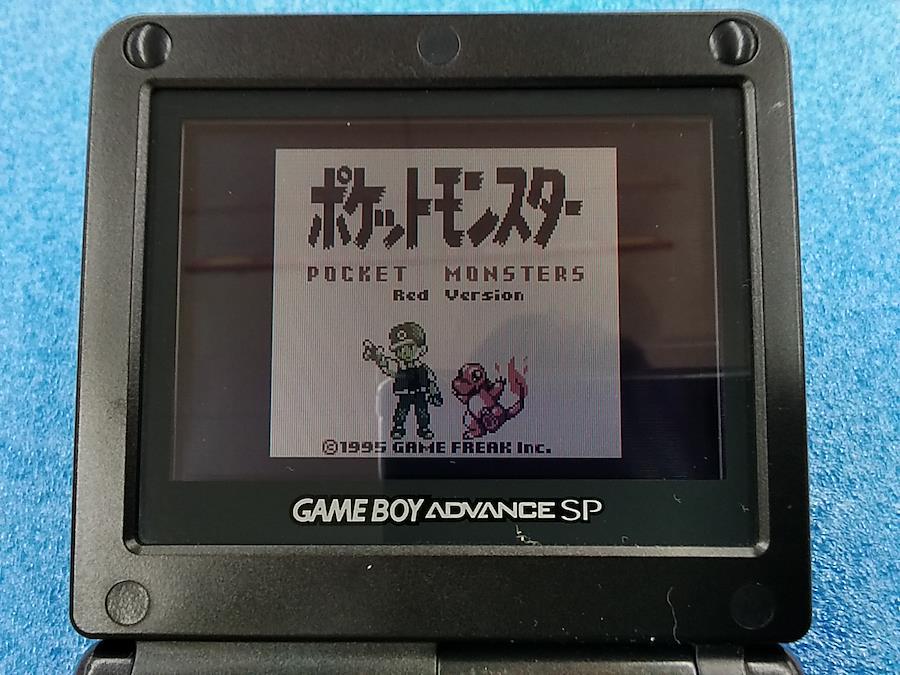 ポケットモンスター
POCKET MONSTERS
Red Version
©1995 GAME FREAK Inc.
GAME BOY ADVANCE SP